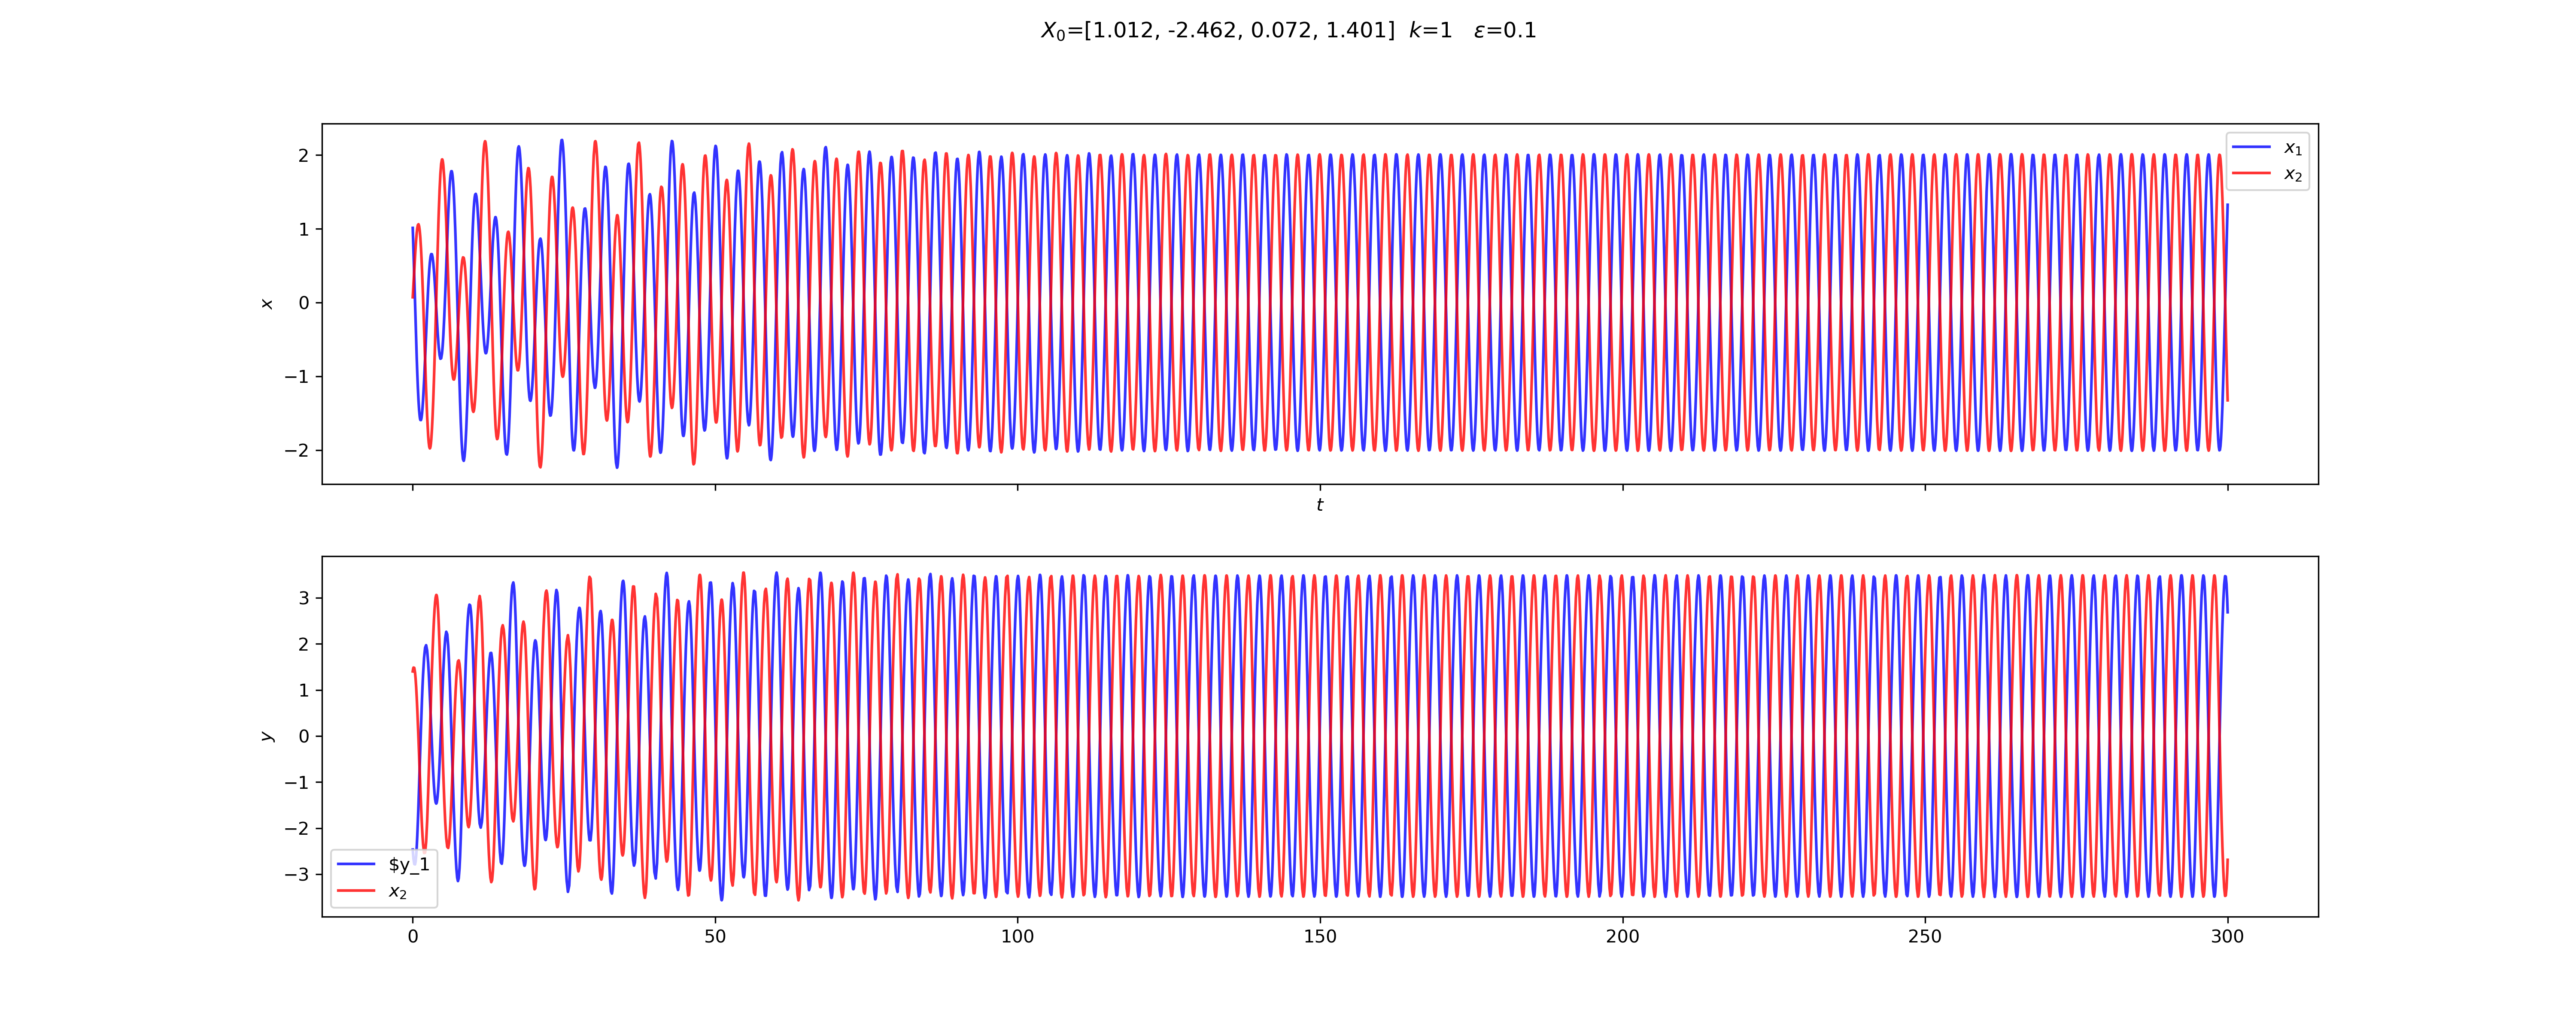 X₀=[1.012, -2.462, 0.072, 1.401] k=1 ε=0.1
x₁
x₂
2
1
0
−1
−2
x
t
3
2
1
0
−1
−2
−3
y
$y_1
x₂
0 50 100 150 200 250 300